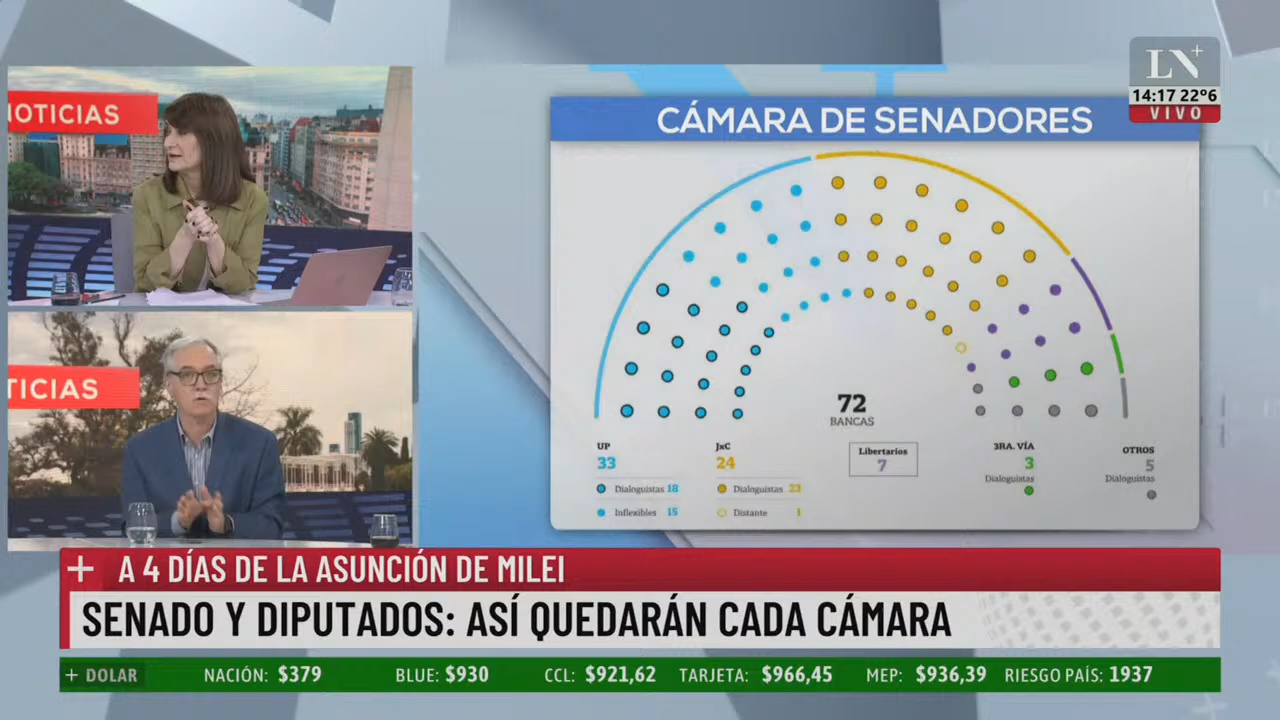 LN+
14:17 22°6
VIVO
NOTICIAS
TICIAS
CÁMARA DE SENADORES
72
BANCAS
UP
33
Dialoguistas 18
Inflexibles 15
JxC
24
Dialoguistas 23
Distante 1
Libertarios
7
3RA. VÍA
3
Dialoguistas
OTROS
5
Dialoguistas
+ A 4 DÍAS DE LA ASUNCIÓN DE MILEI
SENADO Y DIPUTADOS: ASÍ QUEDARÁN CADA CÁMARA
+ DOLAR NACIÓN: $379 BLUE: $930 CCL: $921,62 TARJETA: $966,45 MEP: $936,39 RIESGO PAÍS: 1937